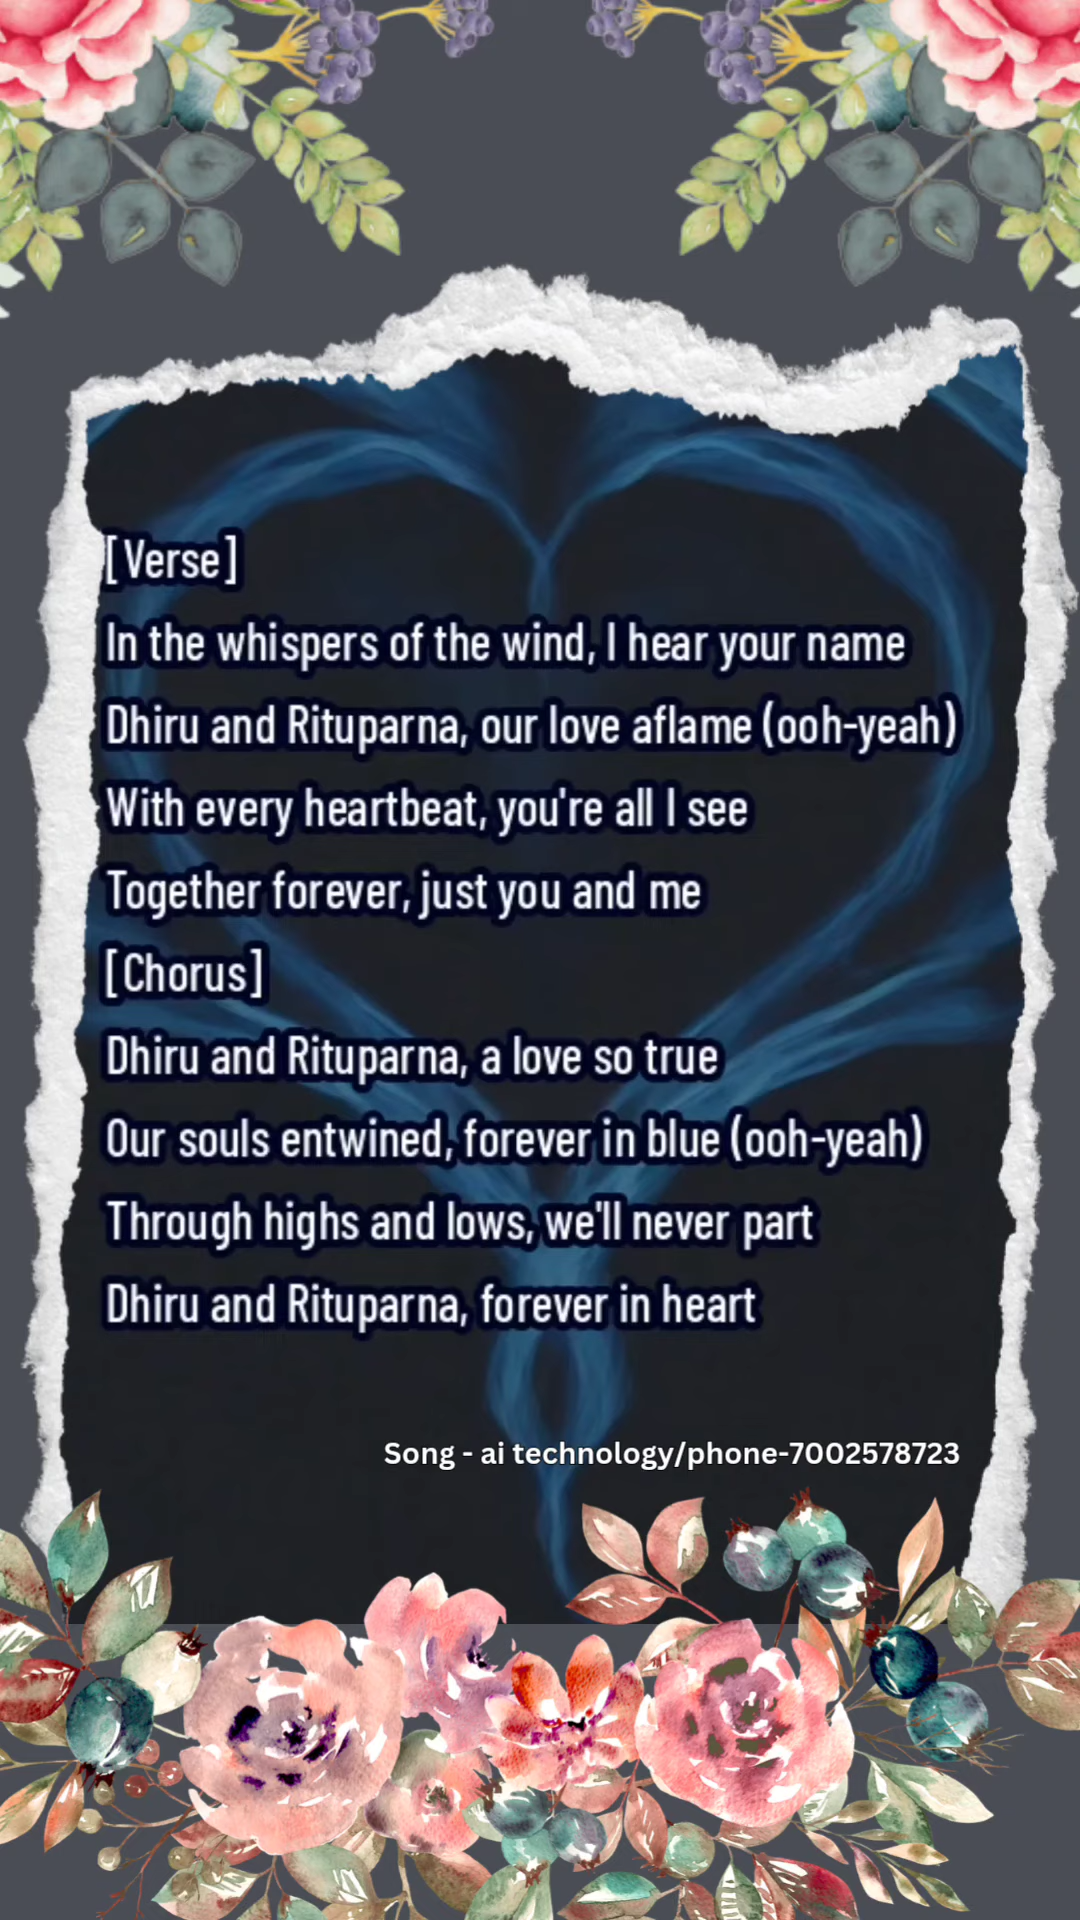 [Verse]
In the whispers of the wind, I hear your name
Dhiru and Rituparna, our love aflame (ooh-yeah)
With every heartbeat, you're all I see
Together forever, just you and me
[Chorus]
Dhiru and Rituparna, a love so true
Our souls entwined, forever in blue (ooh-yeah)
Through highs and lows, we'll never part
Dhiru and Rituparna, forever in heart
Song - ai technology/phone-7002578723